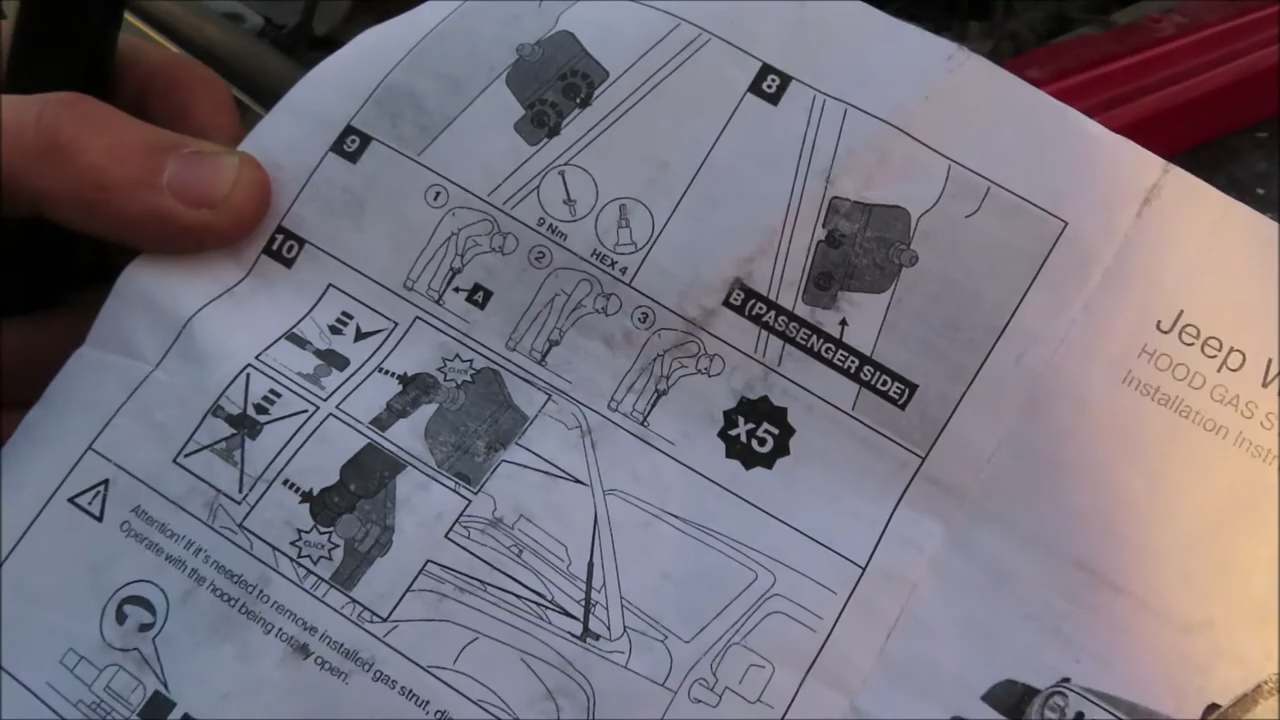 8
9
1
9 Nm
HEX 4
10
2
A
3
B (PASSENGER SIDE)
CLICK
x5
CLICK
Attention! If it's needed to remove installed gas strut,
Operate with the hood being totally open.
Jeep
HOOD GAS
Installation